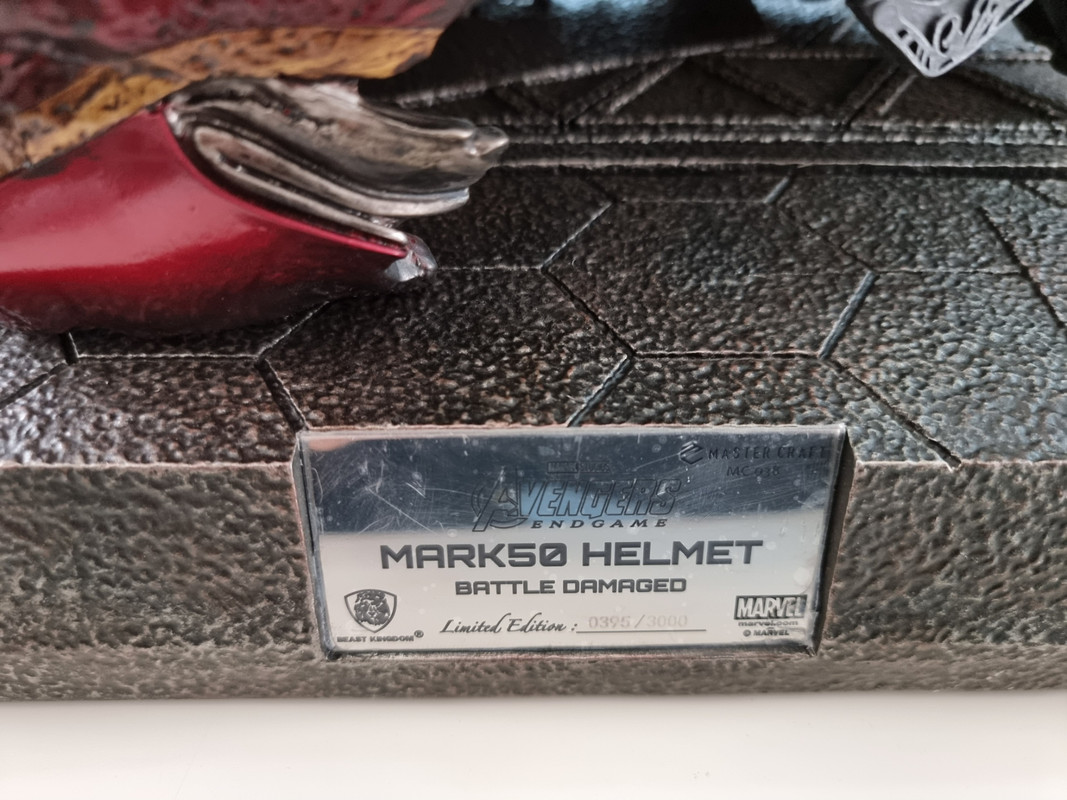 MASTER CRAFT
AVENGERS
ENDGAME
MARK50 HELMET
BATTLE DAMAGED
Limited Edition : 0395/3000
BEAST KINGDOM®
MARVEL
marvel.com
© MARVEL